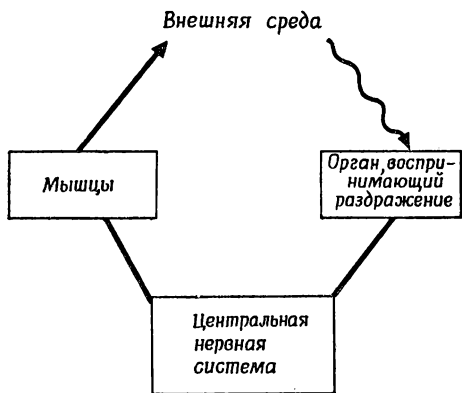 Внешняя среда
Мышцы
Орган, воспри-
нимающий
раздражение
Центральная
нервная
система